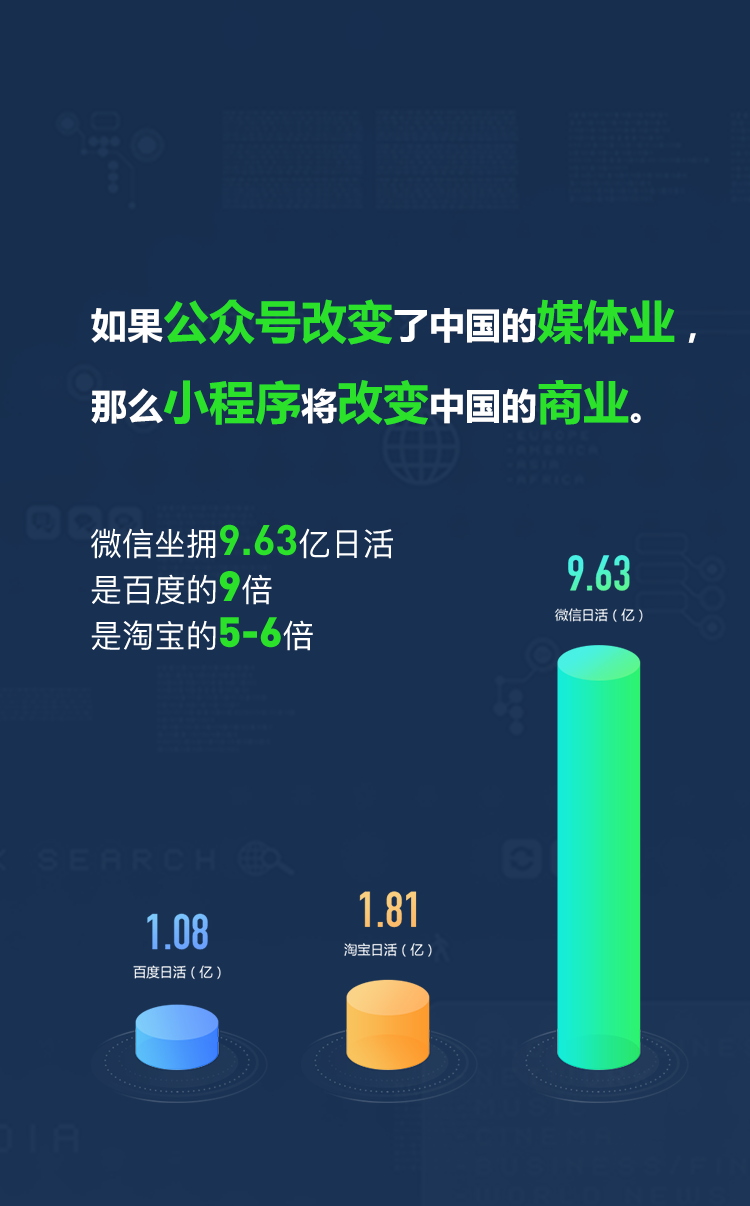 如果公众号改变了中国的媒体业，
那么小程序将改变中国的商业。
微信坐拥9.63亿日活
是百度的9倍
是淘宝的5-6倍
9.63
微信日活（亿）
1.81
淘宝日活（亿）
1.08
百度日活（亿）
SEARCH
AMERICA
ASIA
AFRICA